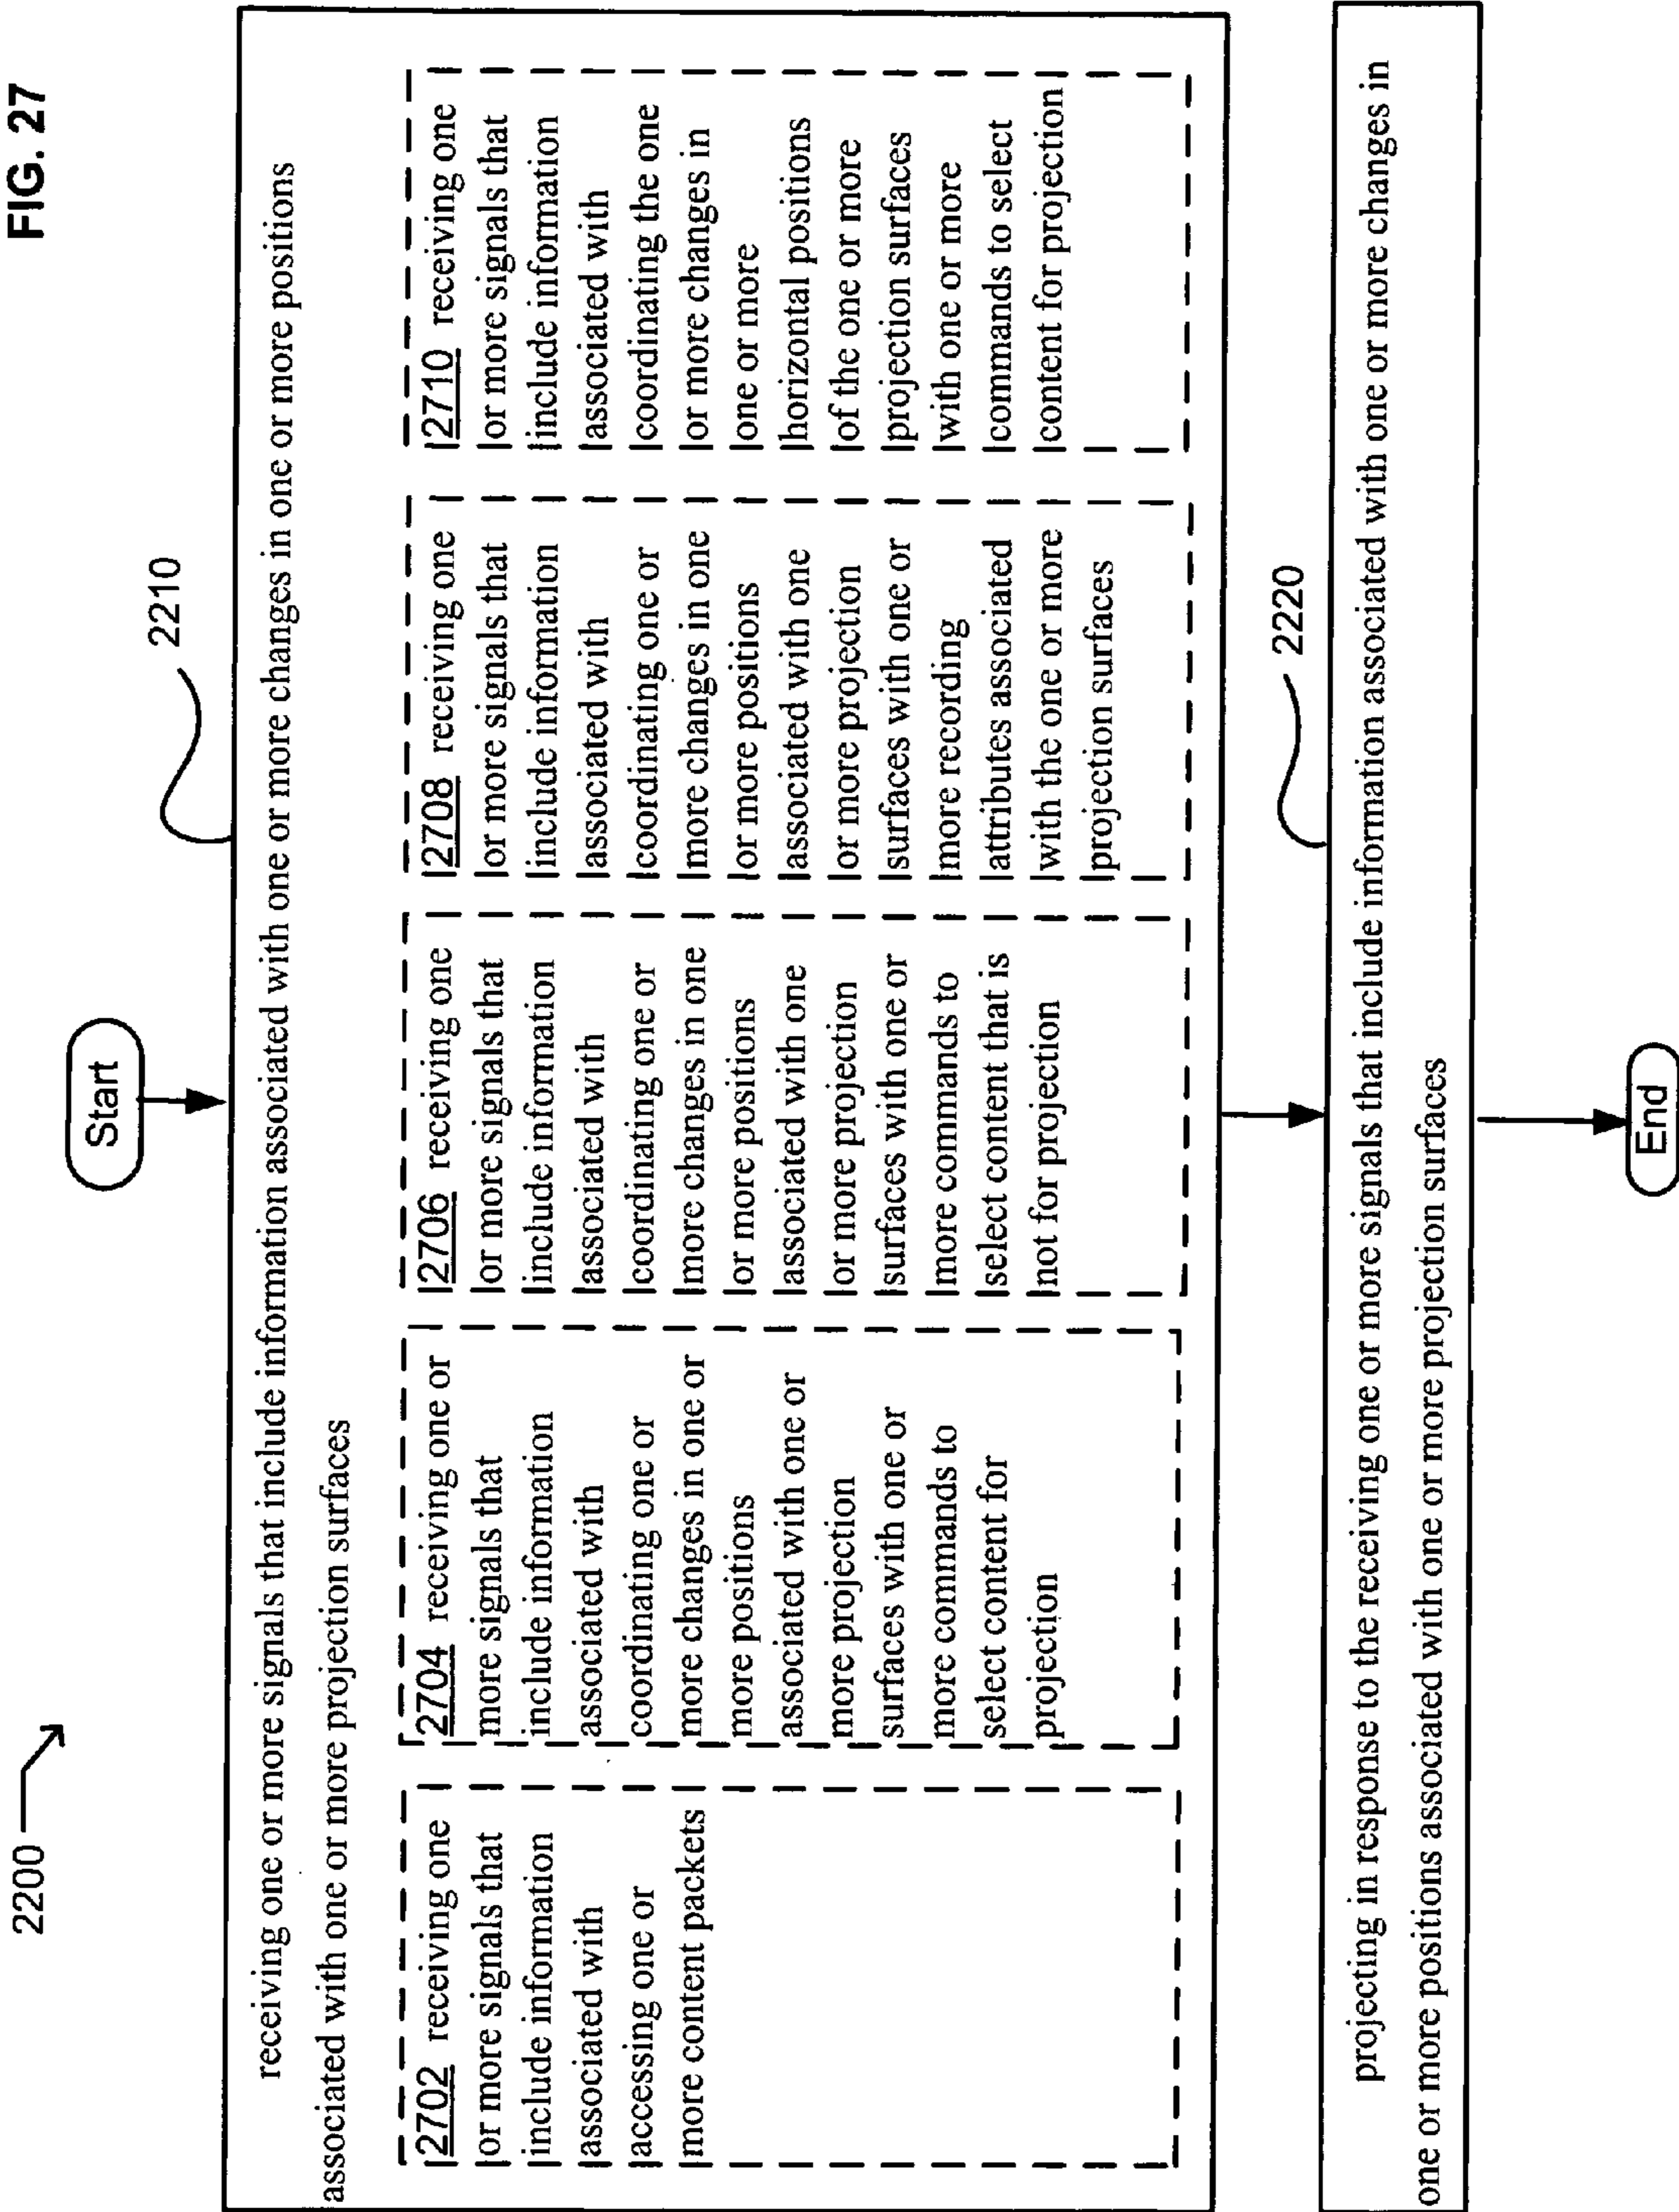 FIG. 27
2200
Start
2210
receiving one or more signals that include information associated with one or more changes in one or more positions
associated with one or more projection surfaces
2702 receiving one
or more signals that
include information
associated with
accessing one or
more content packets
2704 receiving one or
more signals that
include information
associated with
coordinating one or
more changes in one or
more positions
associated with one or
more projection
surfaces with one or
more commands to
select content for
projection
2706 receiving one
or more signals that
include information
associated with
coordinating one or
more changes in one
or more positions
associated with one
or more projection
surfaces with one or
more commands to
select content that is
not for projection
2708 receiving one
or more signals that
include information
associated with
coordinating one or
more changes in one
or more positions
associated with one
or more projection
surfaces with one or
more recording
attributes associated
with the one or more
projection surfaces
2710 receiving one
or more signals that
include information
associated with
coordinating the one
or more changes in
one or more
horizontal positions
of the one or more
projection surfaces
with one or more
commands to select
content for projection
2220
projecting in response to the receiving one or more signals that include information associated with one or more changes in
one or more positions associated with one or more projection surfaces
End